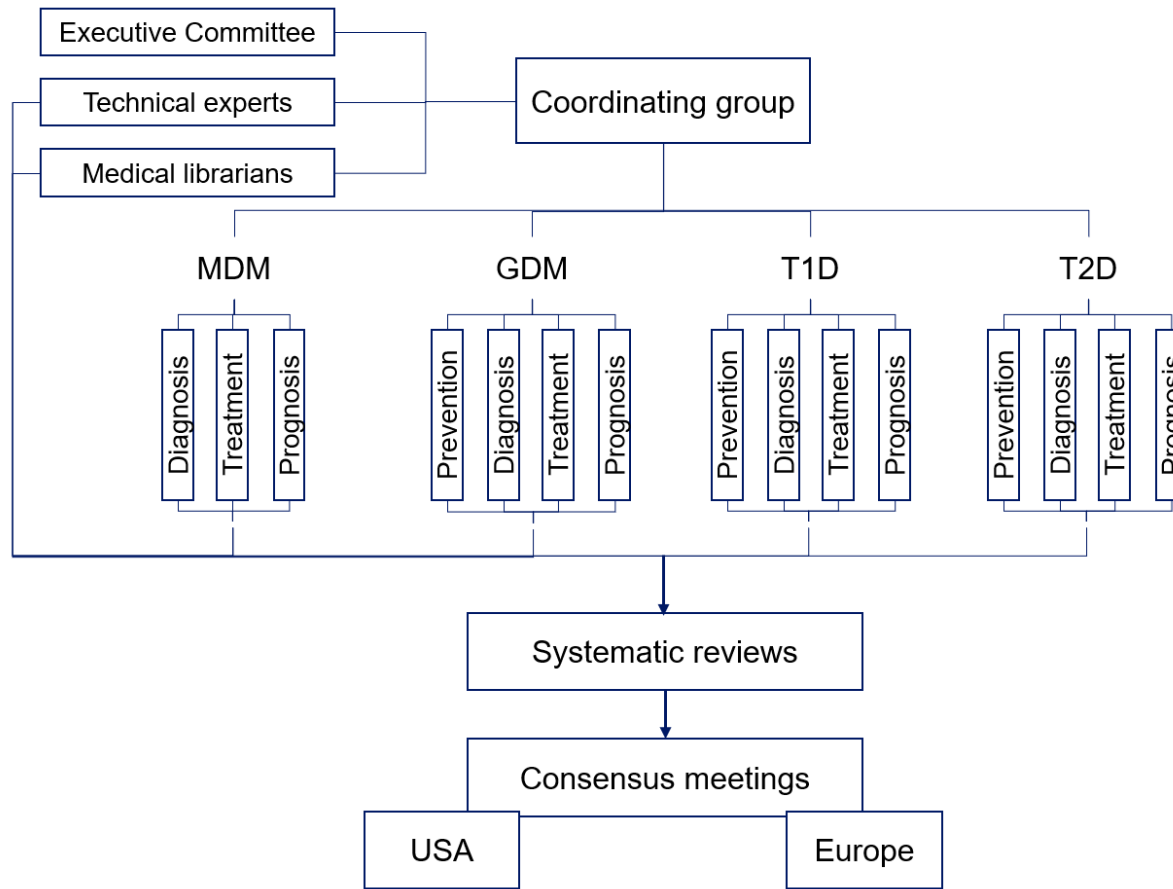 Executive Committee
Technical experts
Medical librarians
Coordinating group
MDM
GDM
T1D
T2D
Diagnosis
Treatment
Prognosis
Prevention
Diagnosis
Treatment
Prognosis
Prevention
Diagnosis
Treatment
Prognosis
Prevention
Diagnosis
Treatment
Prognosis
Systematic reviews
Consensus meetings
USA
Europe